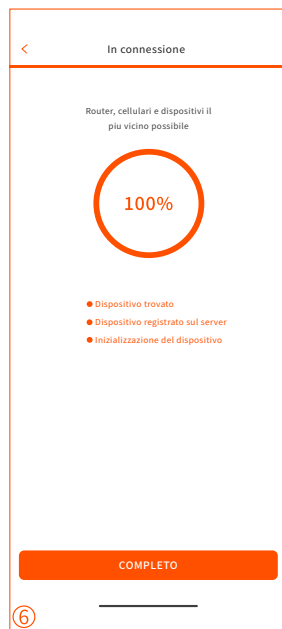 In connessione
Router, cellulari e dispositivi il
piu vicino possibile
100%
Dispositivo trovato
Dispositivo registrato sul server
Inizializzazione del dispositivo
COMPLETO
⑥